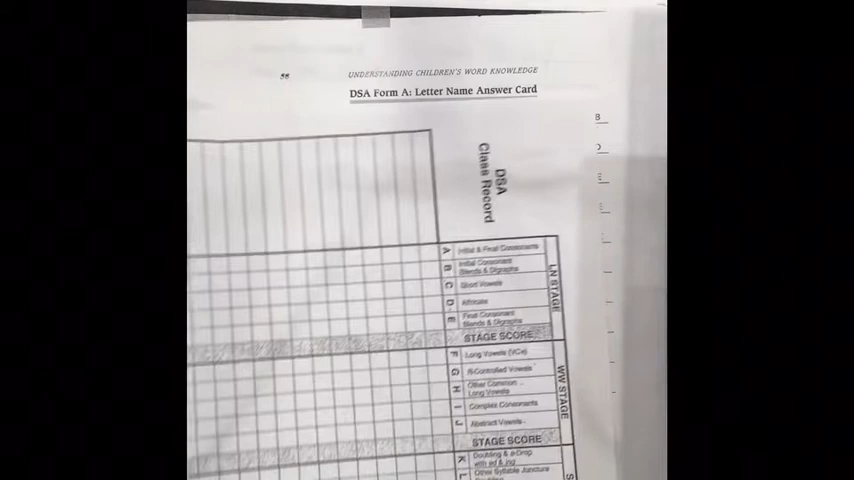 56
UNDERSTANDING CHILDREN'S WORD KNOWLEDGE
DSA Form A: Letter Name Answer Card
DSA
Class Record
LN STAGE
A Initial & Final Consonants
B Initial Consonant
Blends & Digraphs
C Short Vowels
D Affricate
E Final Consonant
Blends & Digraphs
STAGE SCORE
WW STAGE
F Long Vowels (VCe)
G R-Controlled Vowels
H Other Common
Long Vowels
I Complex Consonants
J Abstract Vowels
STAGE SCORE
S
K Doubling & e-Drop
with ed & ing
L Other Syllable Juncture
Doubling